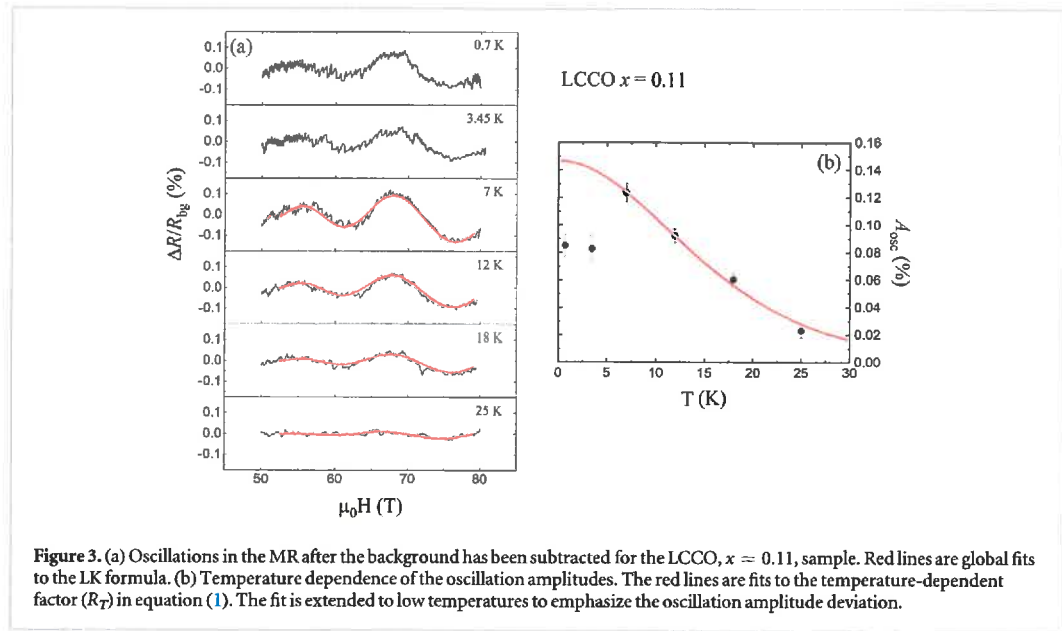 (a)
0.7 K
0.1
0.0
-0.1
3.45 K
0.1
0.0
-0.1
7 K
0.1
0.0
-0.1
12 K
0.1
0.0
-0.1
18 K
0.1
0.0
-0.1
25 K
0.1
0.0
-0.1
ΔR/Rbg (%)
50 60 70 80
μ0H (T)
LCCO x = 0.11
(b)
0.16
0.14
0.12
0.10
0.08
0.06
0.04
0.02
0.00
Aosc (%)
0 5 10 15 20 25 30
T (K)
Figure 3. (a) Oscillations in the MR after the background has been subtracted for the LCCO, x = 0.11, sample. Red lines are global fits
to the LK formula. (b) Temperature dependence of the oscillation amplitudes. The red lines are fits to the temperature-dependent
factor (RT) in equation (1). The fit is extended to low temperatures to emphasize the oscillation amplitude deviation.